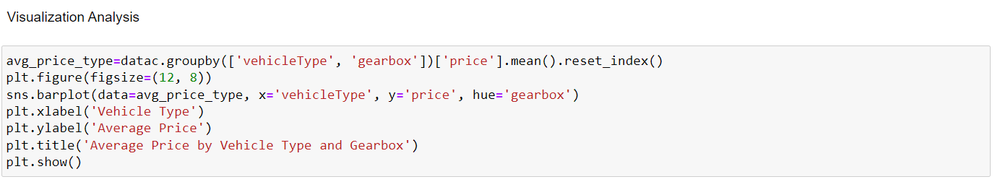 Visualization Analysis
avg_price_type=datac.groupby(['vehicleType', 'gearbox'])['price'].mean().reset_index()
plt.figure(figsize=(12, 8))
sns.barplot(data=avg_price_type, x='vehicleType', y='price', hue='gearbox')
plt.xlabel('Vehicle Type')
plt.ylabel('Average Price')
plt.title('Average Price by Vehicle Type and Gearbox')
plt.show()